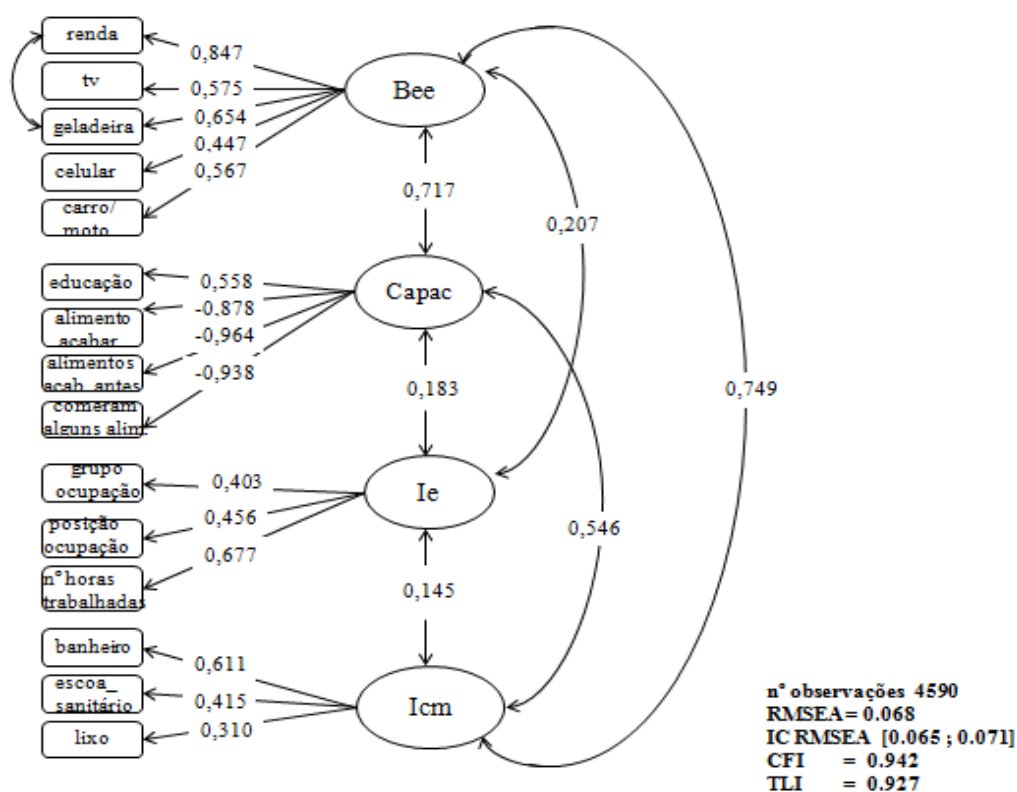 renda
0,847
tv
0,575
geladeira
0,654
celular
0,447
carro/
moto
0,567
Bee
0,717
0,207
educação
0,558
alimento
acabar
-0.878
alimentos
acab antes
-0,964
comeram
alguns alim.
-0,938
Capac
0,183
0,749
grupo
ocupação
0,403
posição
ocupação
0,456
nº horas
trabalhadas
0,677
Ie
0,546
0,145
banheiro
0,611
escoa_
sanitário
0,415
lixo
0,310
Icm
nº observações 4590
RMSEA= 0.068
IC RMSEA [0.065 ; 0.071]
CFI = 0.942
TLI = 0.927